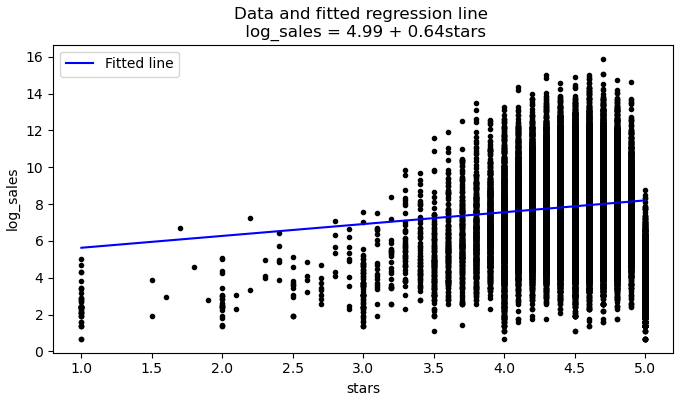 Data and fitted regression line
log_sales = 4.99 + 0.64stars
Fitted line
log_sales
16
14
12
10
8
6
4
2
0
1.0 1.5 2.0 2.5 3.0 3.5 4.0 4.5 5.0
stars